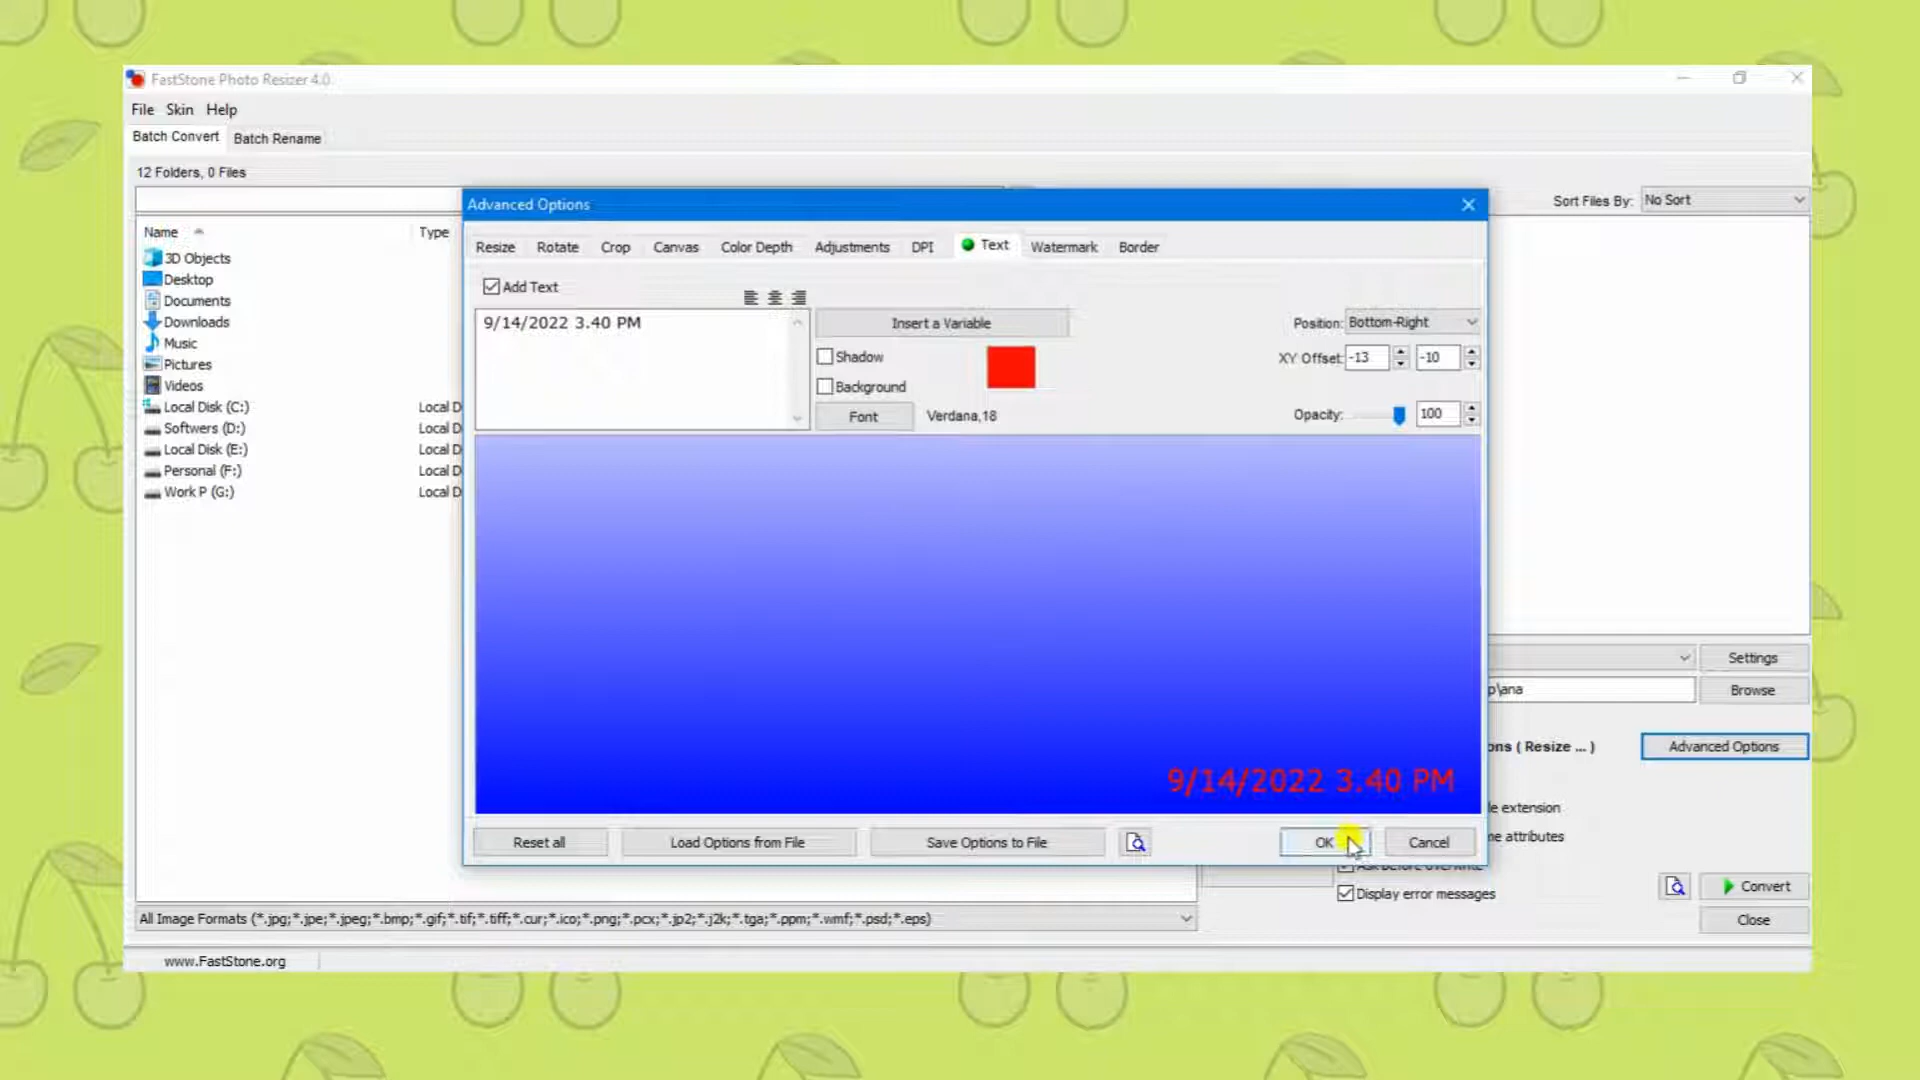 FastStone Photo Resizer 4.0
File Skin Help
Batch Convert Batch Rename
12 Folders, 0 Files
Sort Files By: No Sort
Name Type
3D Objects
Desktop
Documents
Downloads
Music
Pictures
Videos
Local Disk (C:) Local D
Softwers (D:) Local D
Local Disk (E:) Local D
Personal (F:) Local D
Work P (G:) Local D
Advanced Options
Resize Rotate Crop Canvas Color Depth Adjustments DPI Text Watermark Border
Add Text
9/14/2022 3.40 PM
Insert a Variable
Position: Bottom-Right
Shadow
XY Offset: -13 -10
Background
Font Verdana,18
Opacity: 100
9/14/2022 3.40 PM
Reset all Load Options from File Save Options to File OK Cancel
Settings
p\ana Browse
ons ( Resize ... ) Advanced Options
le extension
me attributes
Ask before overwrite
Display error messages
Convert
All Image Formats (*.jpg;*.jpe;*.jpeg;*.bmp;*.gif;*.tif;*.tiff;*.cur;*.ico;*.png;*.pcx;*.jp2;*.j2k;*.tga;*.ppm;*.wmf;*.psd;*.eps)
Close
www.FastStone.org